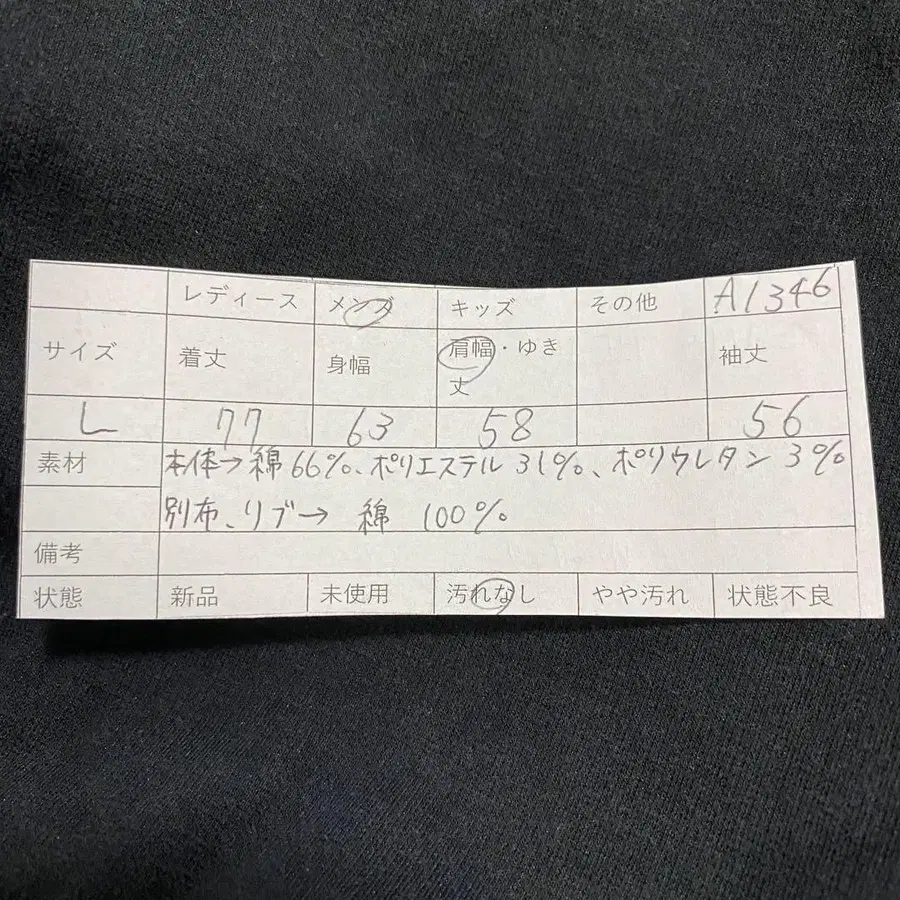 レディース メンズ キッズ その他 A1346
サイズ 着丈 身幅 肩幅・ゆき丈 袖丈
L 77 63 58 56
素材 本体→綿66%、ポリエステル31%、ポリウレタン3%
別布、リブ→ 綿 100%
備考
状態 新品 未使用 汚れなし やや汚れ 状態不良